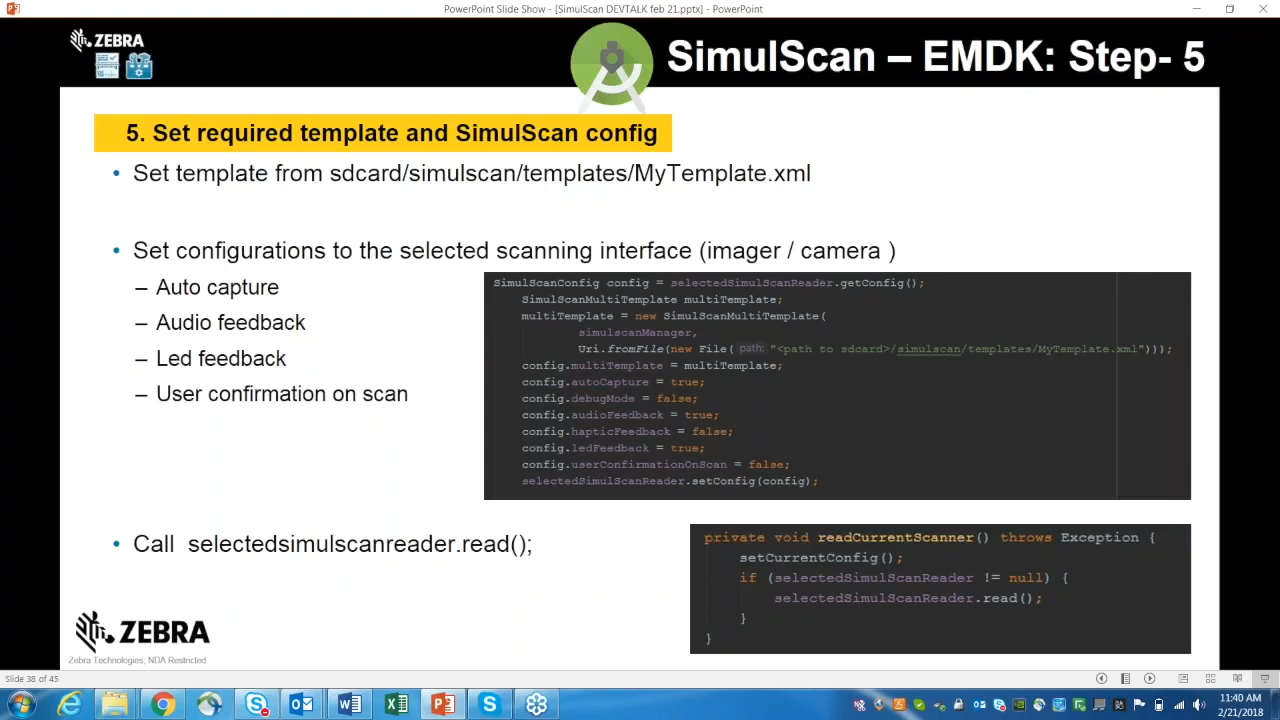 PowerPoint Slide Show - [SimulScan DEVTALK feb 21.pptx] - PowerPoint
ZEBRA
SimulScan – EMDK: Step- 5
5. Set required template and SimulScan config
• Set template from sdcard/simulscan/templates/MyTemplate.xml
• Set configurations to the selected scanning interface (imager / camera )
– Auto capture
– Audio feedback
– Led feedback
– User confirmation on scan
SimulScanConfig config = selectedSimulScanReader.getConfig();
SimulScanMultiTemplate multiTemplate;
multiTemplate = new SimulScanMultiTemplate(
simulscanManager,
Uri.fromFile(new File( path: "<path to sdcard>/simulscan/templates/MyTemplate.xml")));
config.multiTemplate = multiTemplate;
config.autoCapture = true;
config.debugMode = false;
config.audioFeedback = true;
config.hapticFeedback = false;
config.ledFeedback = true;
config.userConfirmationOnScan = false;
selectedSimulScanReader.setConfig(config);
• Call selectedsimulscanreader.read();
private void readCurrentScanner() throws Exception {
setCurrentConfig();
if (selectedSimulScanReader != null) {
selectedSimulScanReader.read();
}
}
ZEBRA
Zebra Technologies, NDA Restricted
Slide 38 of 45
11:40 AM
2/21/2018